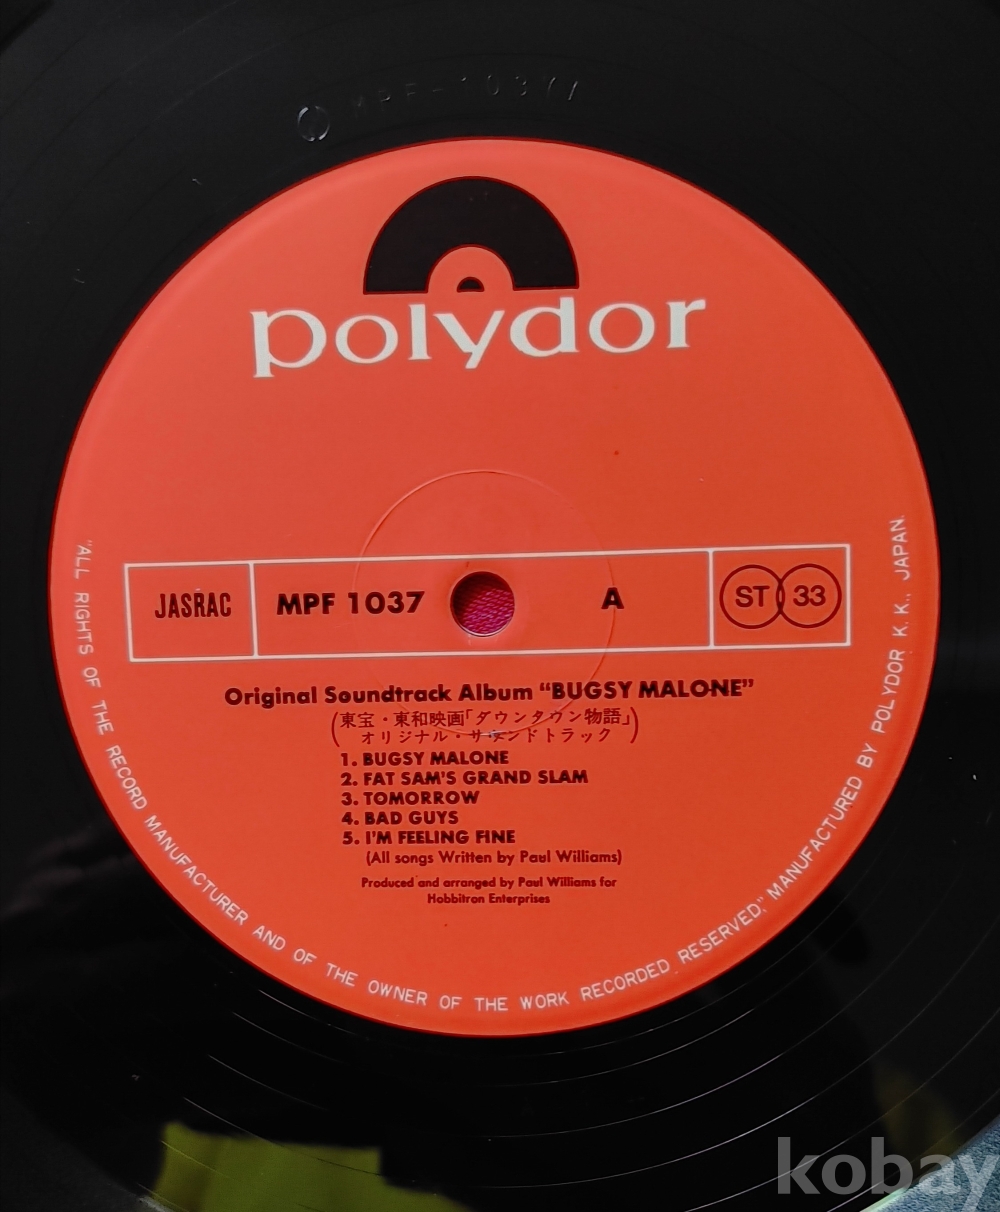 MPF-1037
polydor
JASRAC
MPF 1037
A
ST 33
Original Soundtrack Album “BUGSY MALONE”
(東宝・東和映画「ダウンタウン物語」
オリジナル・サウンドトラック)
1. BUGSY MALONE
2. FAT SAM'S GRAND SLAM
3. TOMORROW
4. BAD GUYS
5. I'M FEELING FINE
(All songs Written by Paul Williams)
Produced and arranged by Paul Williams for
Hobbitron Enterprises
"ALL RIGHTS OF THE RECORD MANUFACTURER AND OF THE OWNER OF THE WORK RECORDED RESERVED," MANUFACTURED BY POLYDOR K. K., JAPAN.
kobay